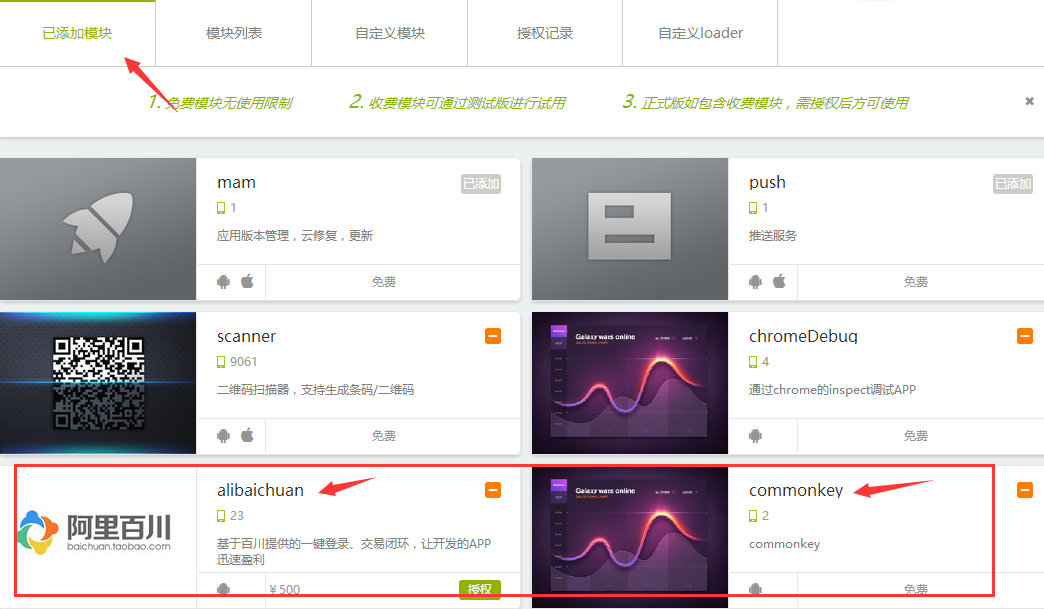 已添加模块
模块列表
自定义模块
授权记录
自定义loader
1. 免费模块无使用限制
2. 收费模块可通过测试版进行试用
3. 正式版如包含收费模块，需授权后方可使用
mam
已添加
1
应用版本管理，云修复，更新
免费
push
已添加
1
推送服务
免费
scanner
9061
二维码扫描器，支持生成条码/二维码
免费
Galaxy wars online
chromeDebug
4
通过chrome的inspect调试APP
免费
阿里百川
baichuan.taobao.com
alibaichuan
23
基于百川提供的一键登录、交易闭环，让开发的APP
迅速盈利
¥500
授权
Galaxy wars online
commonkey
2
commonkey
免费